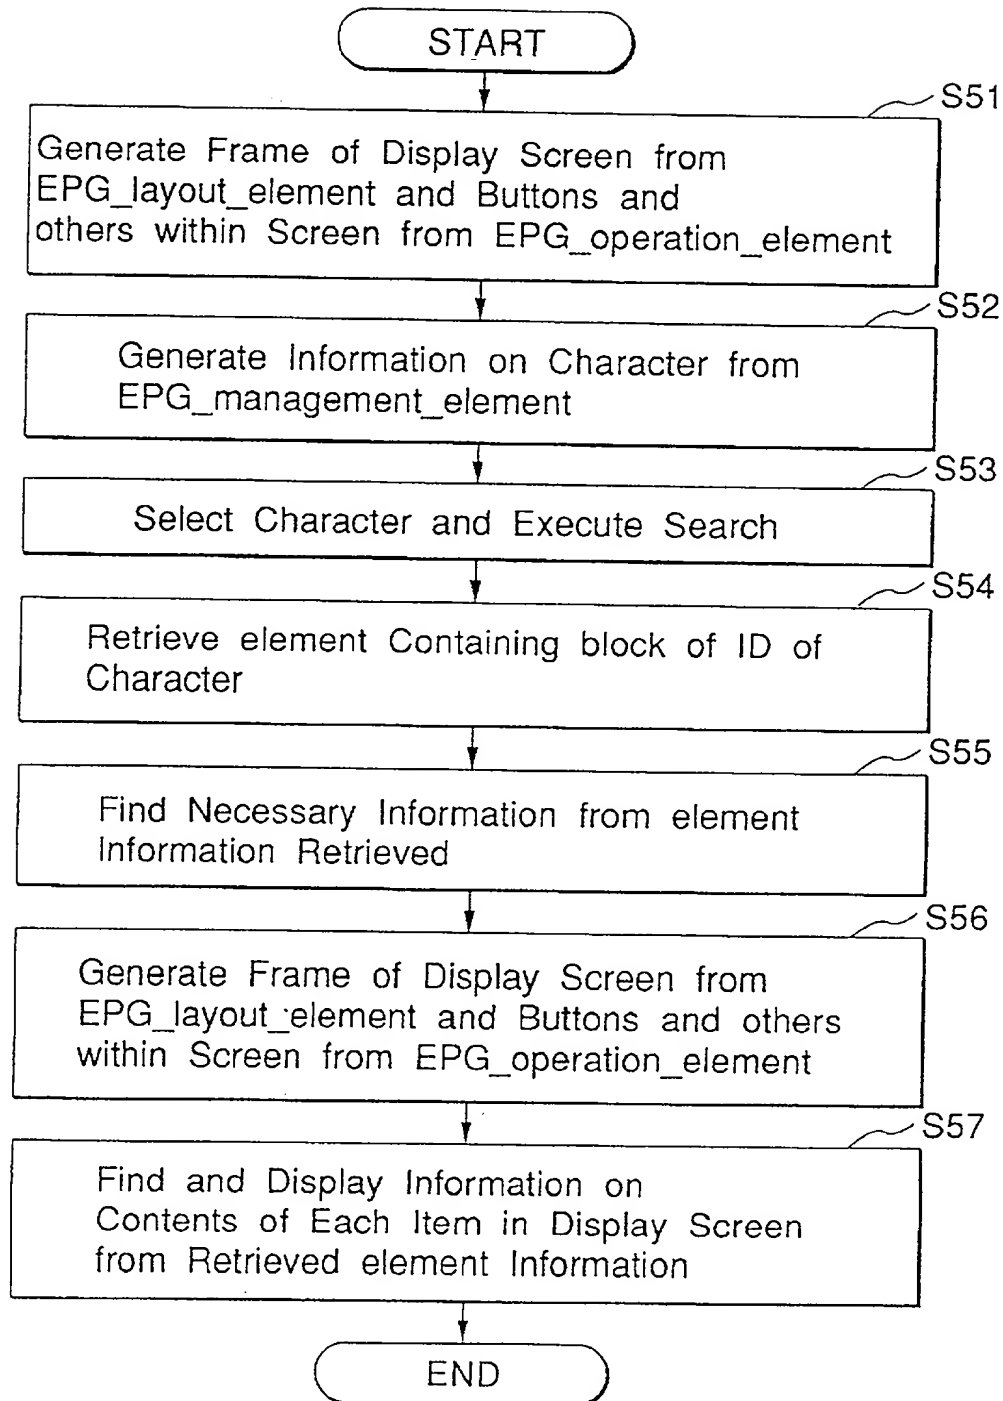 START
S51
Generate Frame of Display Screen from
EPG_layout_element and Buttons and
others within Screen from EPG_operation_element
S52
Generate Information on Character from
EPG_management_element
S53
Select Character and Execute Search
S54
Retrieve element Containing block of ID of
Character
S55
Find Necessary Information from element
Information Retrieved
S56
Generate Frame of Display Screen from
EPG_layout_element and Buttons and others
within Screen from EPG_operation_element
S57
Find and Display Information on
Contents of Each Item in Display Screen
from Retrieved element Information
END